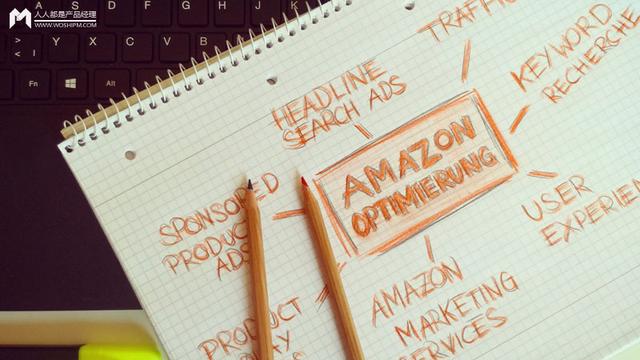 人人都是产品经理
WWW.WOSHIPM.COM
A S D F G H J K L
Y X C V B
Fn Alt
TRAFFIC
KEYWORD
RECHERCHE
HEADLINE
SEARCH ADS
AMAZON
OPTIMIERUNG
SPONSORED
PRODUCT
ADS
USER
EXPERIEN
AMAZON
MARKETING
SERVICES
PRODUCT